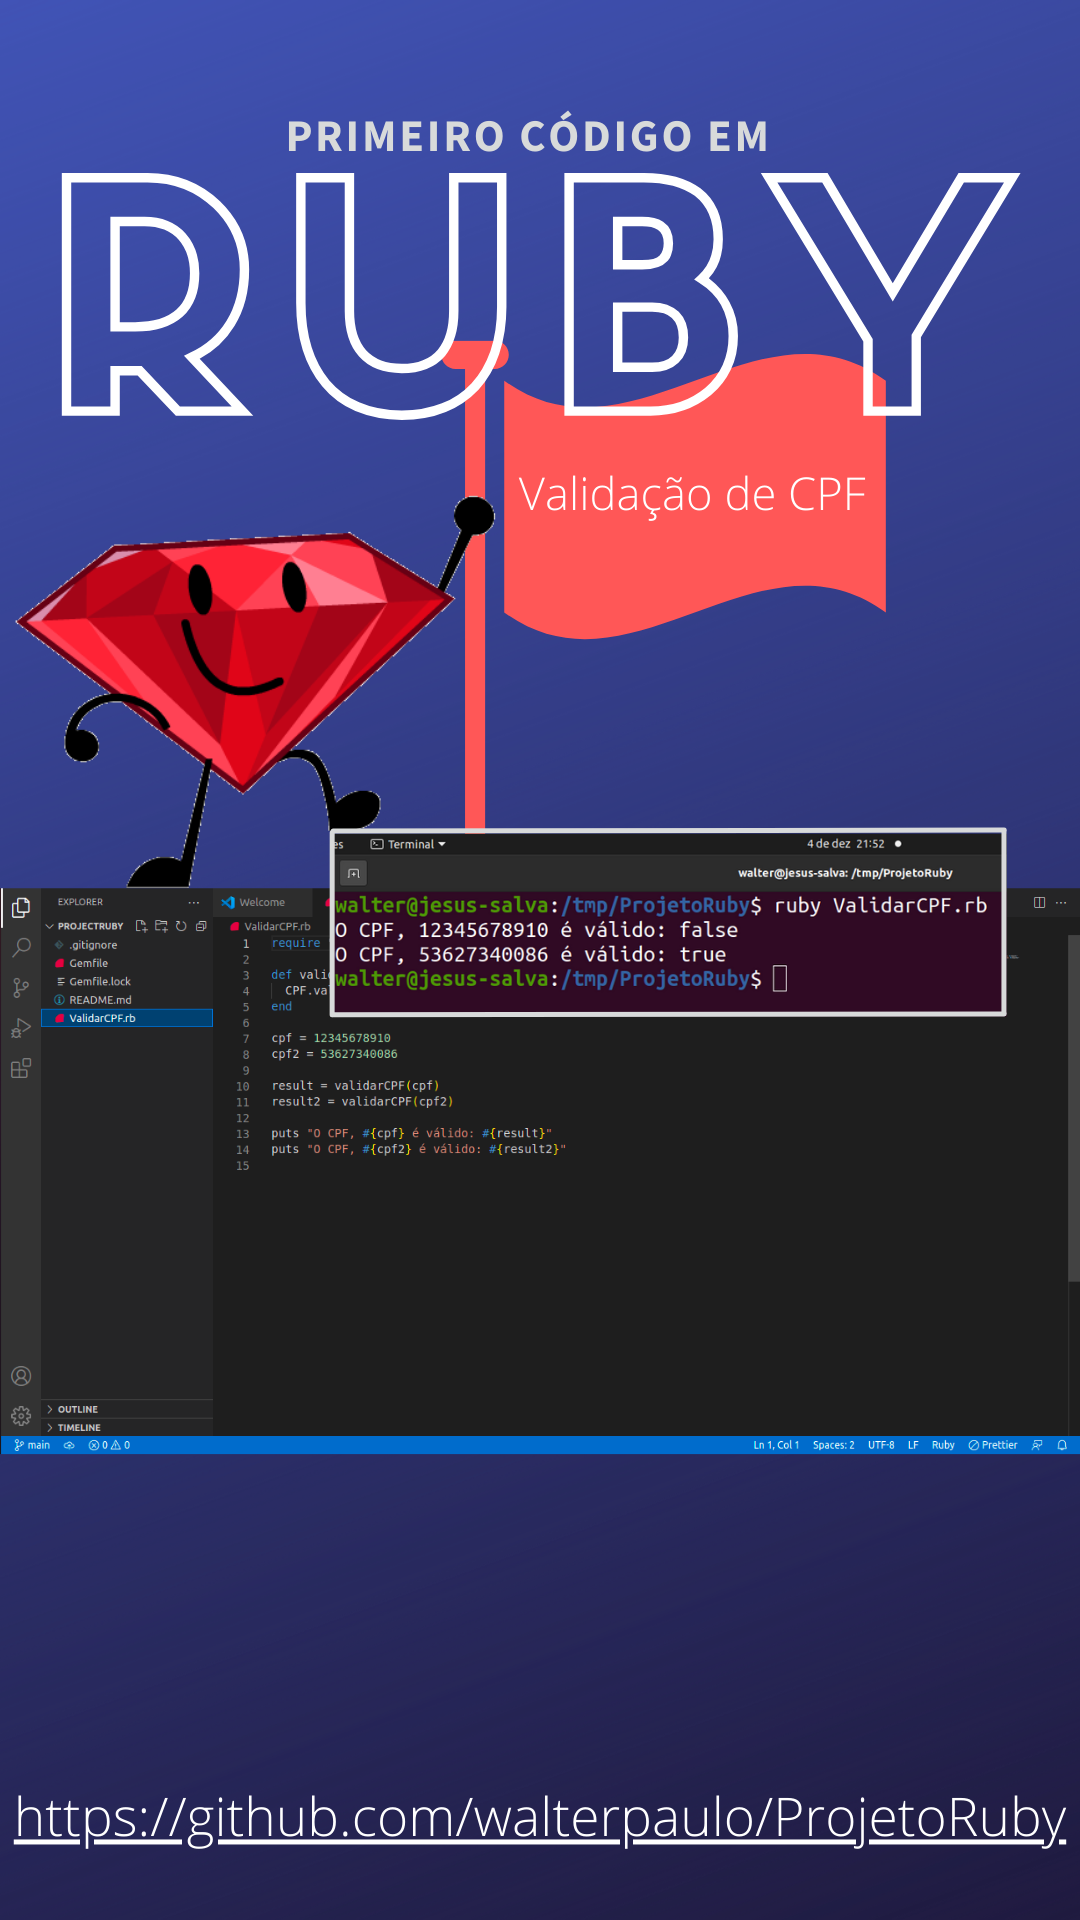 PRIMEIRO CÓDIGO EM
RUBY
Validação de CPF
Terminal
4 de dez 21:52
walter@jesus-salva: /tmp/ProjetoRuby
walter@jesus-salva:/tmp/ProjetoRuby$ ruby ValidarCPF.rb
O CPF, 12345678910 é válido: false
O CPF, 53627340086 é válido: true
walter@jesus-salva:/tmp/ProjetoRuby$
EXPLORER
PROJECTRUBY
.gitignore
Gemfile
Gemfile.lock
README.md
ValidarCPF.rb
OUTLINE
TIMELINE
Welcome
ValidarCPF.rb
1 require
2
3 def valid
4 CPF.va
5 end
6
7 cpf = 12345678910
8 cpf2 = 53627340086
9
10 result = validarCPF(cpf)
11 result2 = validarCPF(cpf2)
12
13 puts "O CPF, #{cpf} é válido: #{result}"
14 puts "O CPF, #{cpf2} é válido: #{result2}"
15
main 0 0 Ln 1, Col 1 Spaces: 2 UTF-8 LF Ruby Prettier
https://github.com/walterpaulo/ProjetoRuby